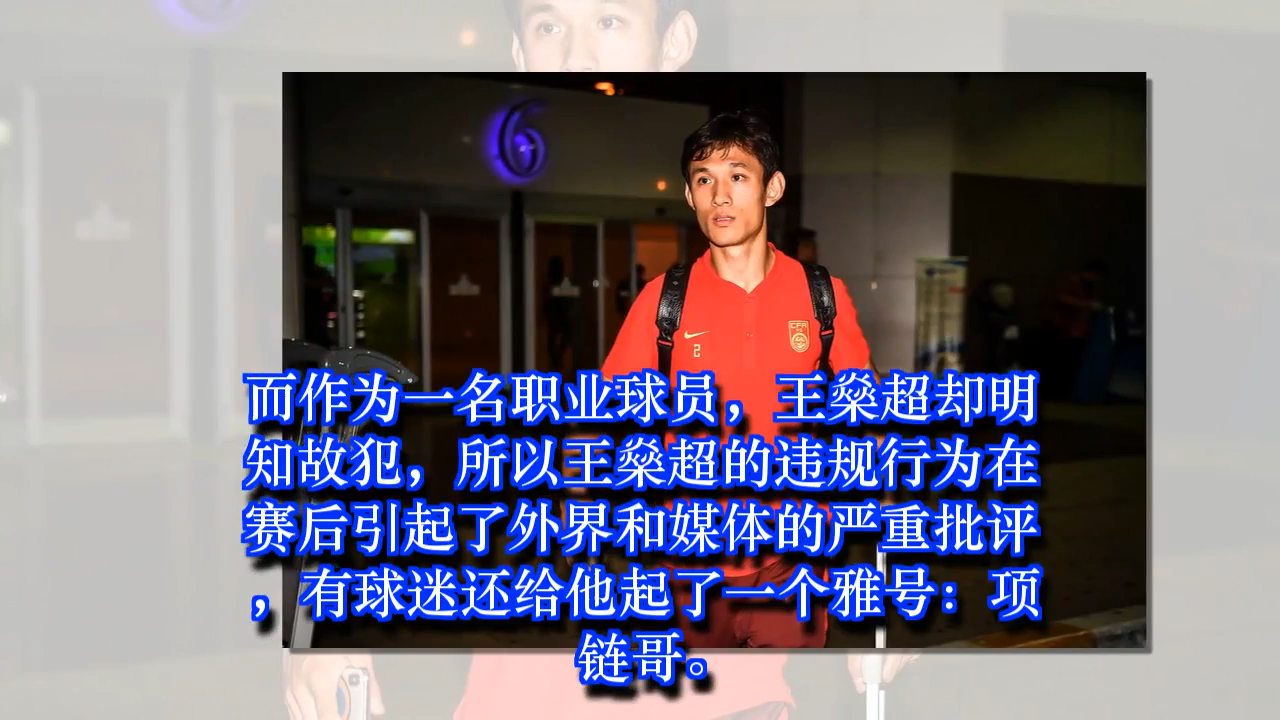 6
CFA
2
而作为一名职业球员，王燊超却明
知故犯，所以王燊超的违规行为在
赛后引起了外界和媒体的严重批评
，有球迷还给他起了一个雅号：项
链哥。